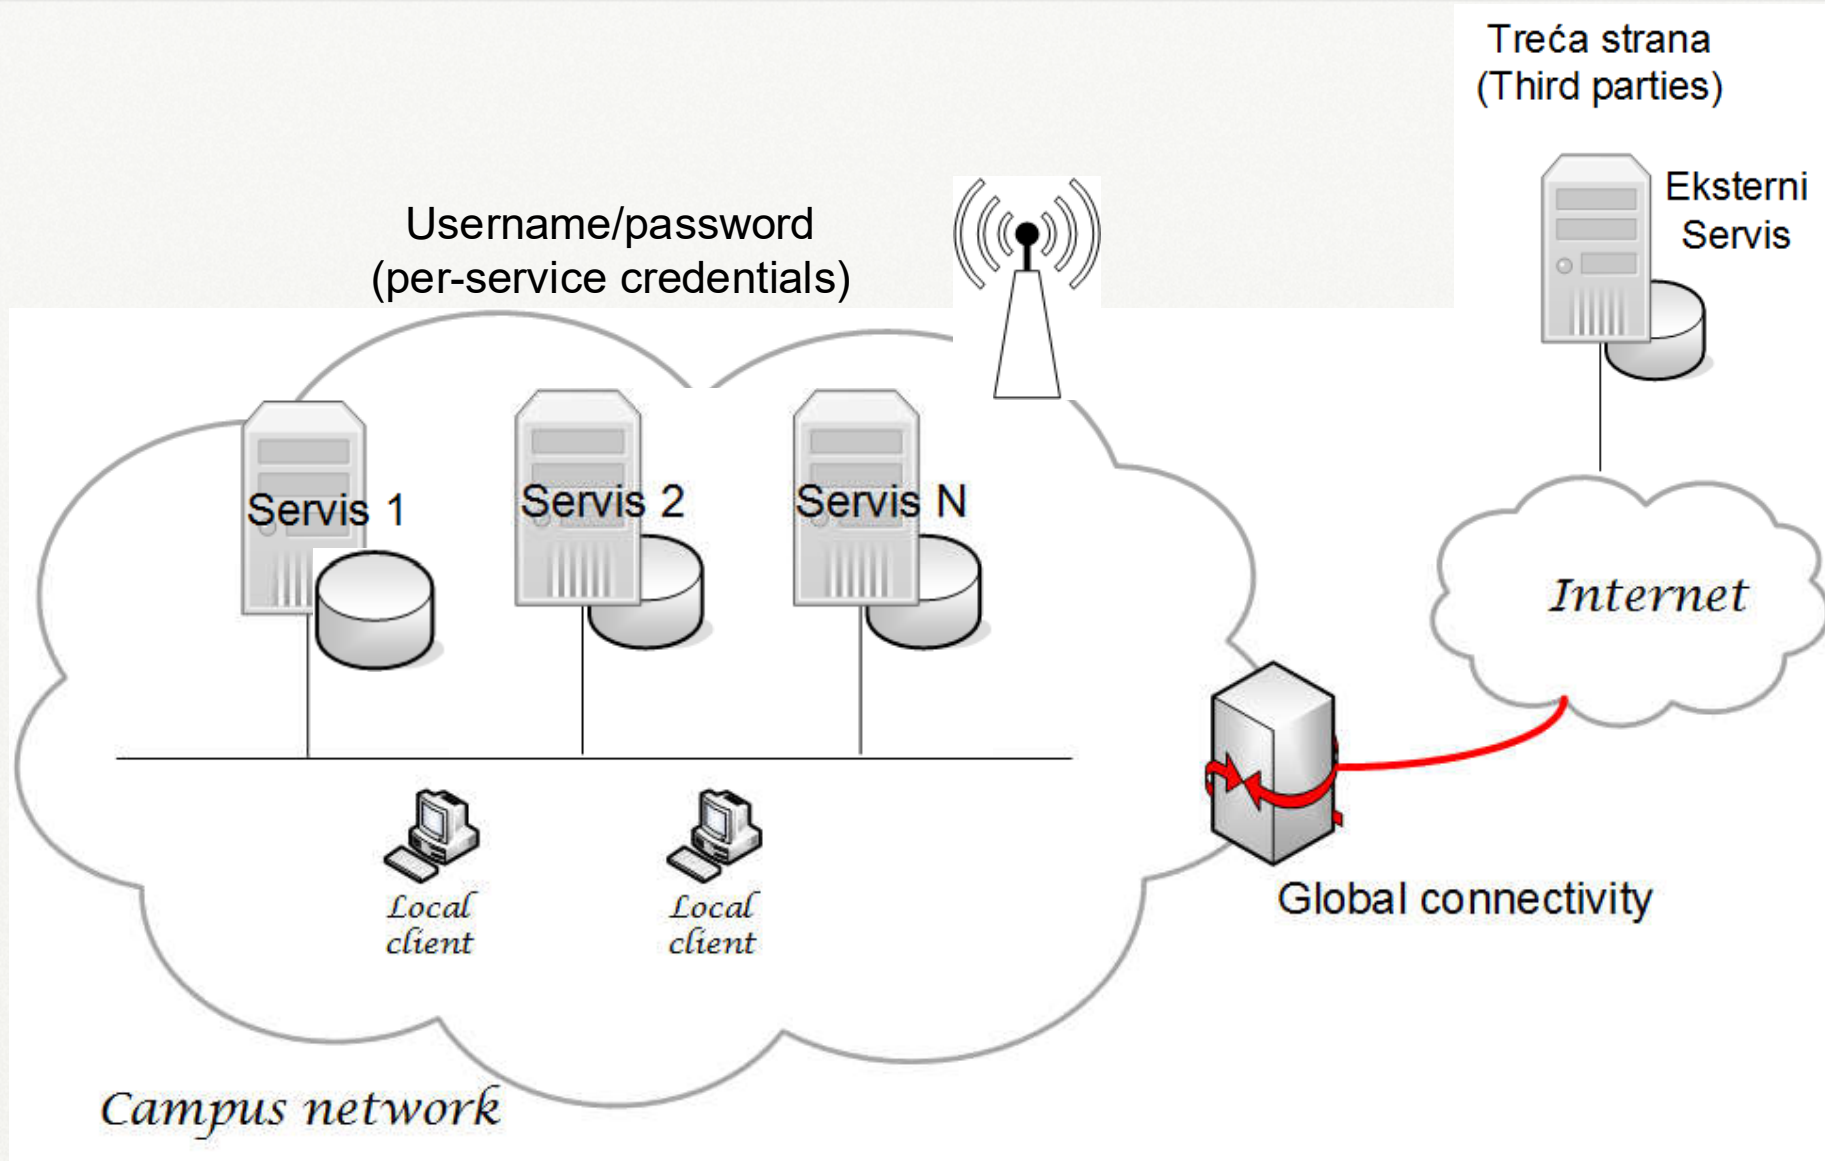 Treća strana
(Third parties)
Eksterni
Servis
Username/password
(per-service credentials)
Servis 1
Servis 2
Servis N
Internet
Local
client
Local
client
Global connectivity
Campus network